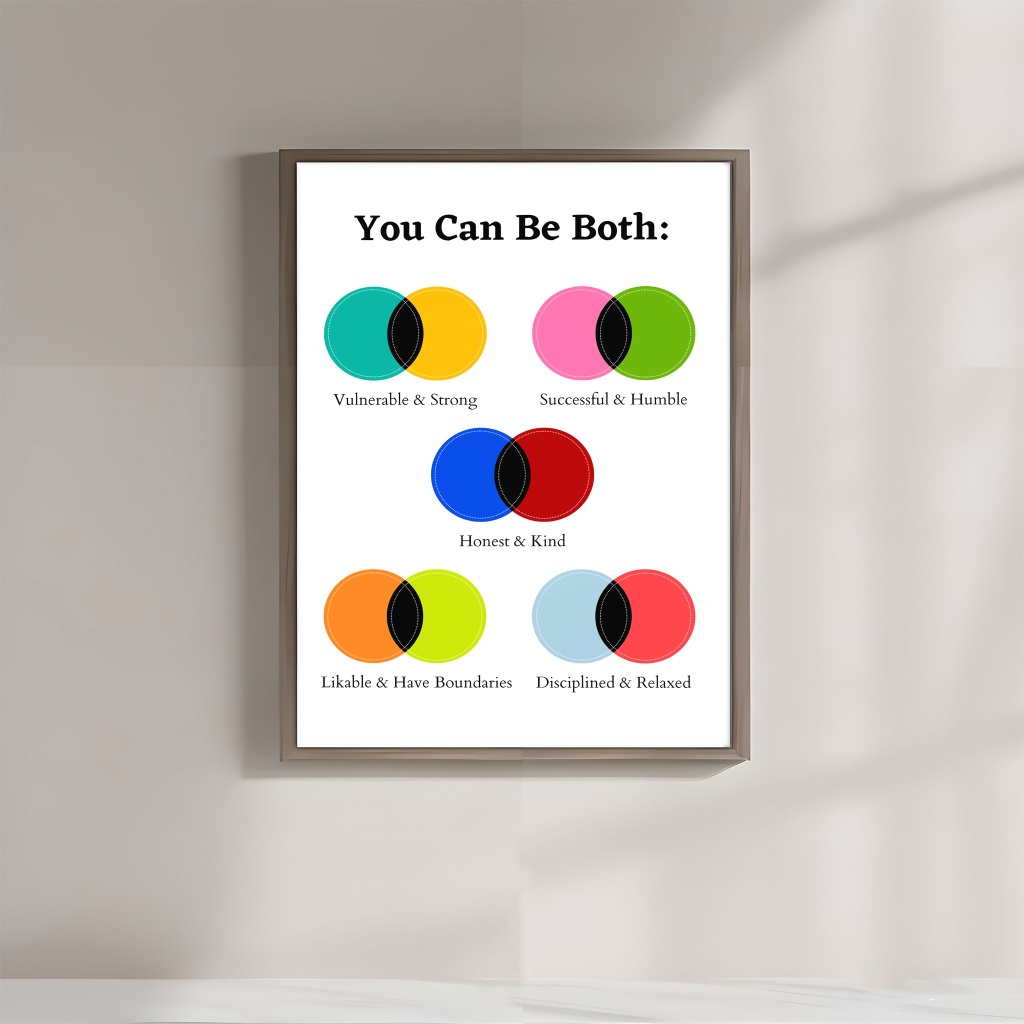 You Can Be Both:
Vulnerable & Strong
Successful & Humble
Honest & Kind
Likable & Have Boundaries
Disciplined & Relaxed